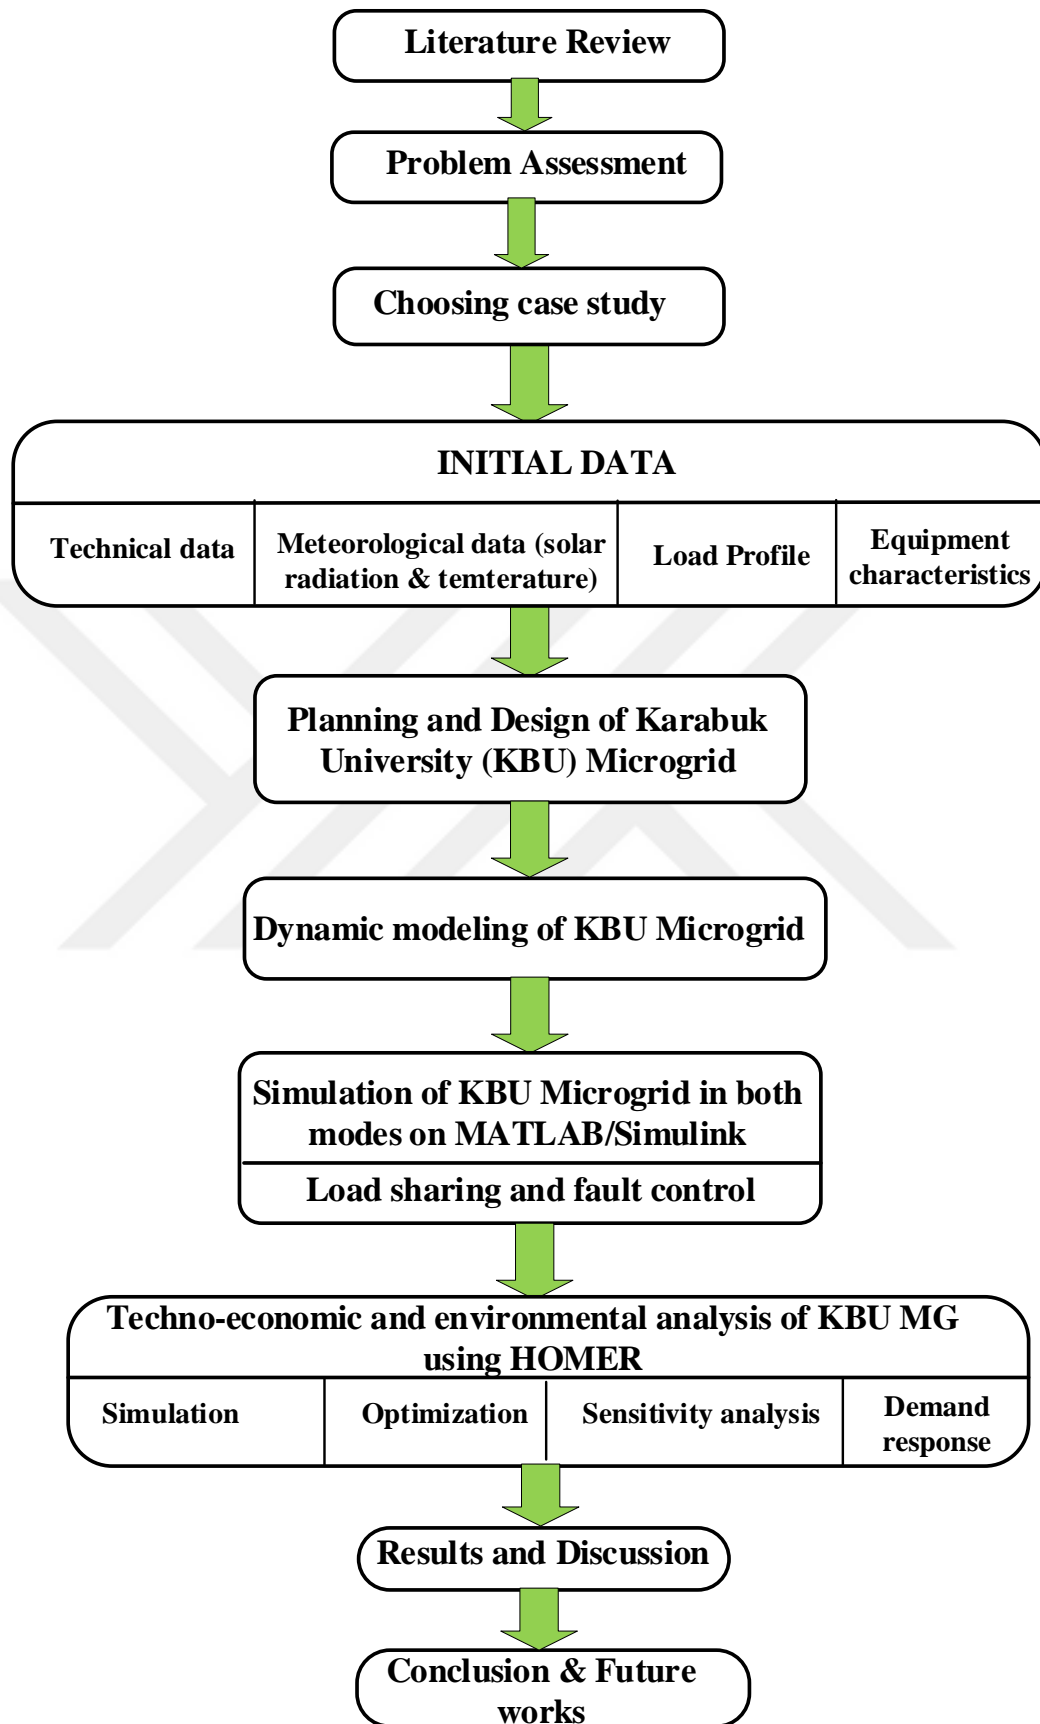 Literature Review
Problem Assessment
Choosing case study
INITIAL DATA
Technical data
Meteorological data (solar
radiation & temterature)
Load Profile
Equipment
characteristics
Planning and Design of Karabuk
University (KBU) Microgrid
Dynamic modeling of KBU Microgrid
Simulation of KBU Microgrid in both
modes on MATLAB/Simulink
Load sharing and fault control
Techno-economic and environmental analysis of KBU MG
using HOMER
Simulation
Optimization
Sensitivity analysis
Demand
response
Results and Discussion
Conclusion & Future
works